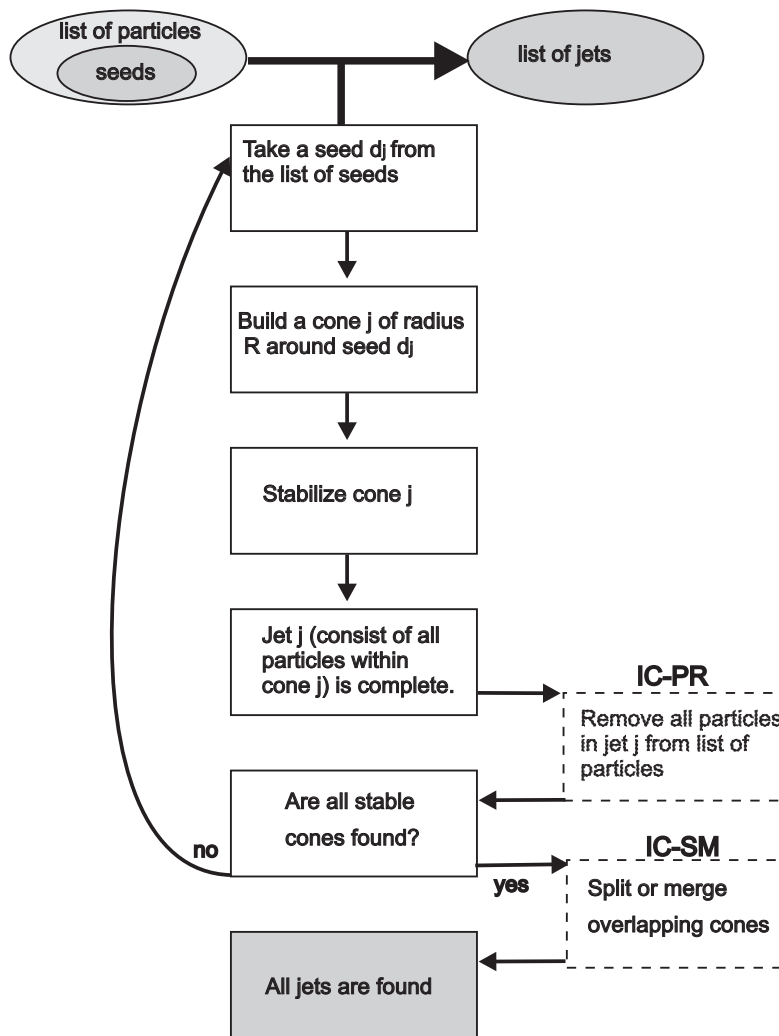 list of particles
seeds
list of jets
Take a seed dj from
the list of seeds
Build a cone j of radius
R around seed dj
Stabilize cone j
Jet j (consist of all
particles within
cone j) is complete.
IC-PR
Remove all particles
in jet j from list of
particles
Are all stable
cones found?
no
yes
IC-SM
Split or merge
overlapping cones
All jets are found